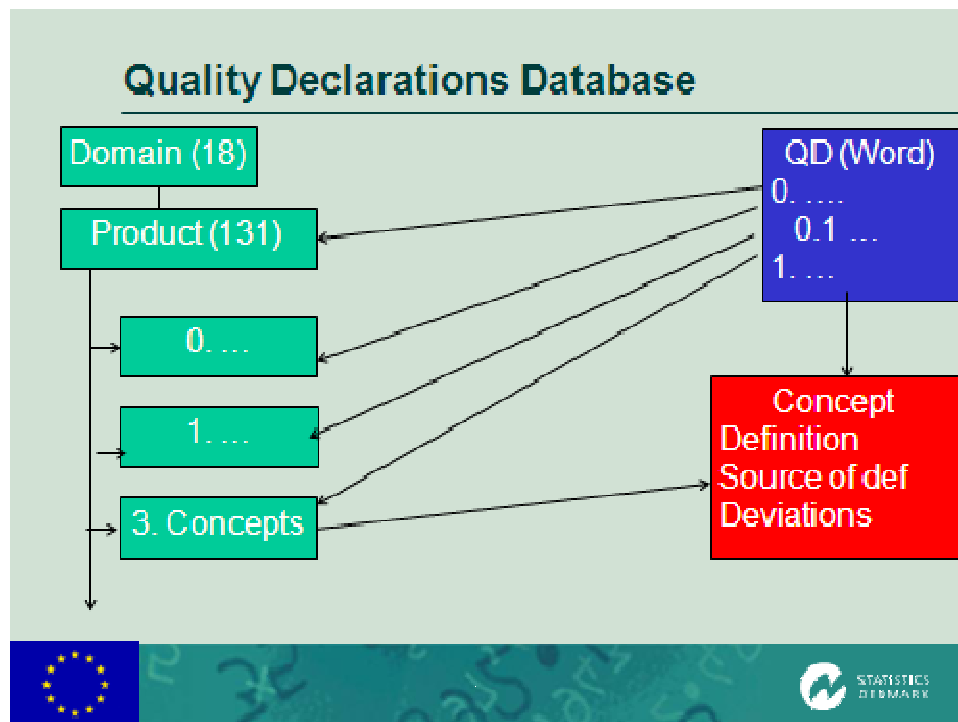 Quality Declarations Database
Domain (18)
Product (131)
0. ...
1. ...
3. Concepts
QD (Word)
0. ....
0.1 ...
1. ...
Concept
Definition
Source of def
Deviations
STATISTICS
DENMARK